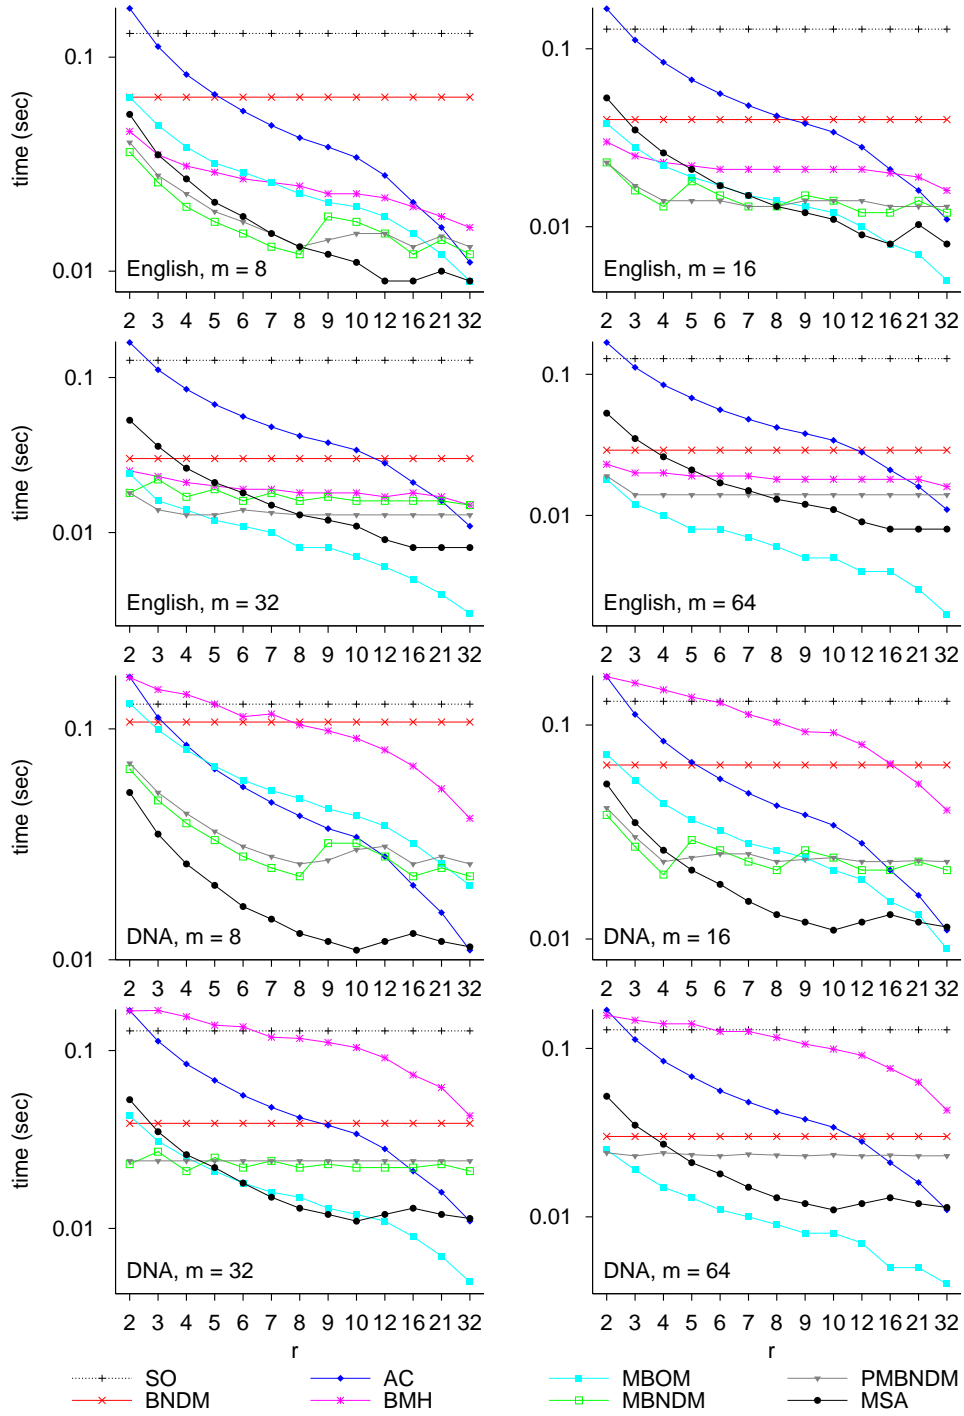 time (sec)
0.1
0.01
English, m = 8
2 3 4 5 6 7 8 9 10 12 16 21 32
0.1
0.01
English, m = 16
2 3 4 5 6 7 8 9 10 12 16 21 32
time (sec)
0.1
0.01
English, m = 32
2 3 4 5 6 7 8 9 10 12 16 21 32
0.1
0.01
English, m = 64
2 3 4 5 6 7 8 9 10 12 16 21 32
time (sec)
0.1
0.01
DNA, m = 8
2 3 4 5 6 7 8 9 10 12 16 21 32
0.1
0.01
DNA, m = 16
2 3 4 5 6 7 8 9 10 12 16 21 32
time (sec)
0.1
0.01
DNA, m = 32
2 3 4 5 6 7 8 9 10 12 16 21 32
r
0.1
0.01
DNA, m = 64
2 3 4 5 6 7 8 9 10 12 16 21 32
r
SO AC MBOM PMBNDM
BNDM BMH MBNDM MSA